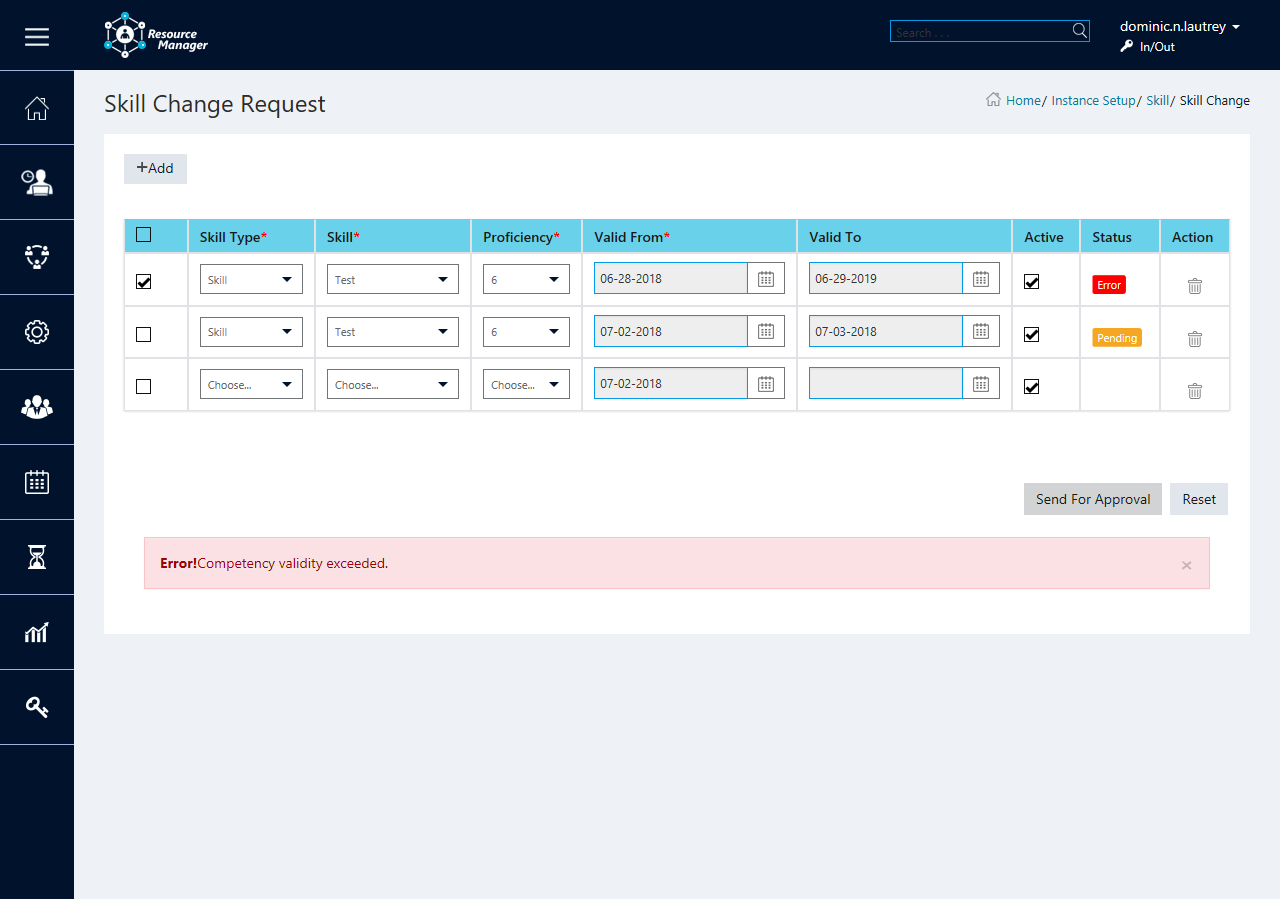 Resource
Manager
Search . . .
dominic.n.lautrey
In/Out
Skill Change Request
Home/ Instance Setup/ Skill/ Skill Change
+Add
Skill Type* Skill* Proficiency* Valid From* Valid To Active Status Action
Skill Test 6 06-28-2018 06-29-2019 Error
Skill Test 6 07-02-2018 07-03-2018 Pending
Choose... Choose... Choose... 07-02-2018
Send For Approval Reset
Error!Competency validity exceeded. ×